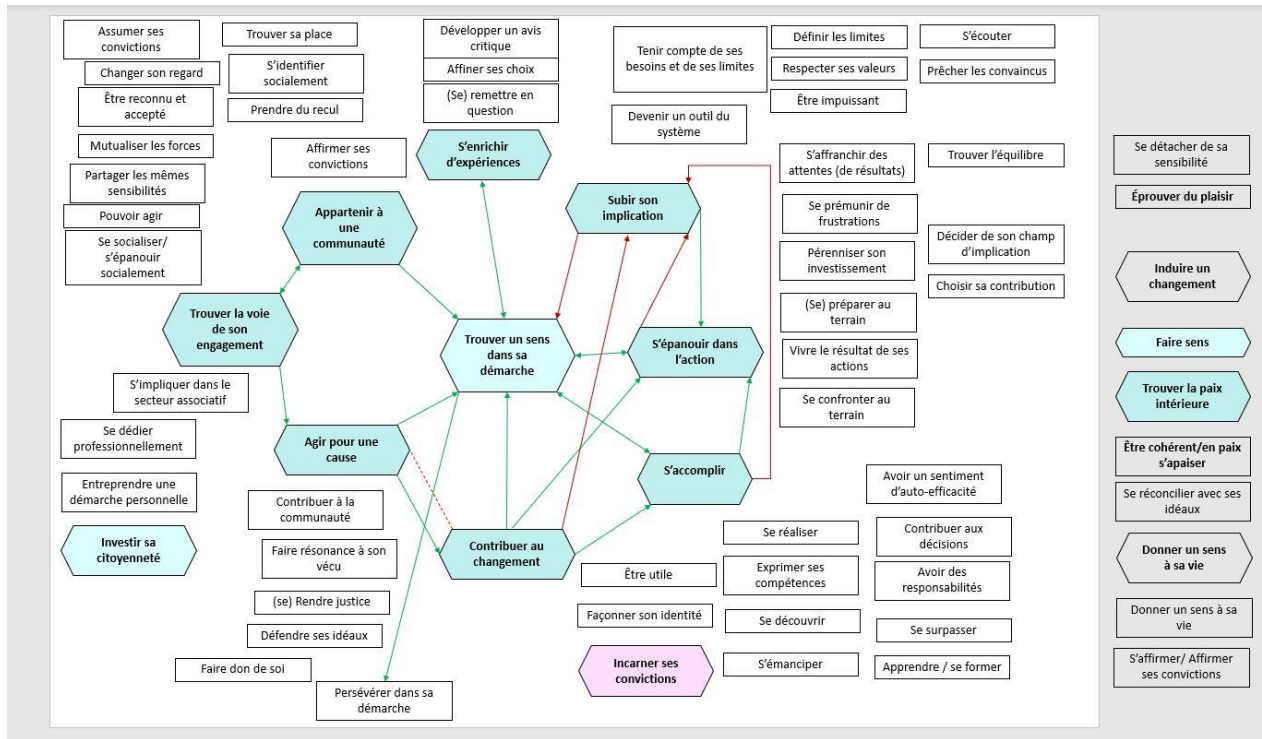 Assumer ses
convictions
Changer son regard
Être reconnu et
accepté
Mutualiser les forces
Partager les mêmes
sensibilités
Pouvoir agir
Se socialiser/
s'épanouir
socialement
Trouver sa place
S'identifier
socialement
Prendre du recul
Affirmer ses
convictions
Développer un avis
critique
Affiner ses choix
(Se) remettre en
question
S'enrichir
d'expériences
Tenir compte de ses
besoins et de ses limites
Devenir un outil du
système
Définir les limites
Respecter ses valeurs
Être impuissant
S'écouter
Prêcher les convaincus
Appartenir à
une
communauté
Subir son
implication
S'affranchir des
attentes (de résultats)
Se prémunir de
frustrations
Pérenniser son
investissement
(Se) préparer au
terrain
Vivre le résultat de ses
actions
Se confronter au
terrain
Trouver l'équilibre
Décider de son champ
d'implication
Choisir sa contribution
Trouver la voie
de son
engagement
Trouver un sens
dans sa
démarche
S'épanouir dans
l'action
S'impliquer dans le
secteur associatif
Se dédier
professionnellement
Entreprendre une
démarche personnelle
Investir sa
citoyenneté
Agir pour une
cause
S'accomplir
Contribuer au
changement
Contribuer à la
communauté
Faire résonance à son
vécu
(se) Rendre justice
Défendre ses idéaux
Faire don de soi
Persévérer dans sa
démarche
Avoir un sentiment
d'auto-efficacité
Se réaliser
Contribuer aux
décisions
Être utile
Exprimer ses
compétences
Avoir des
responsabilités
Façonner son identité
Se découvrir
Se surpasser
Incarner ses
convictions
S'émanciper
Apprendre / se former
Se détacher de sa
sensibilité
Éprouver du plaisir
Induire un
changement
Faire sens
Trouver la paix
intérieure
Être cohérent/en paix
s'apaiser
Se réconcilier avec ses
idéaux
Donner un sens
à sa vie
Donner un sens à sa
vie
S'affirmer/ Affirmer
ses convictions